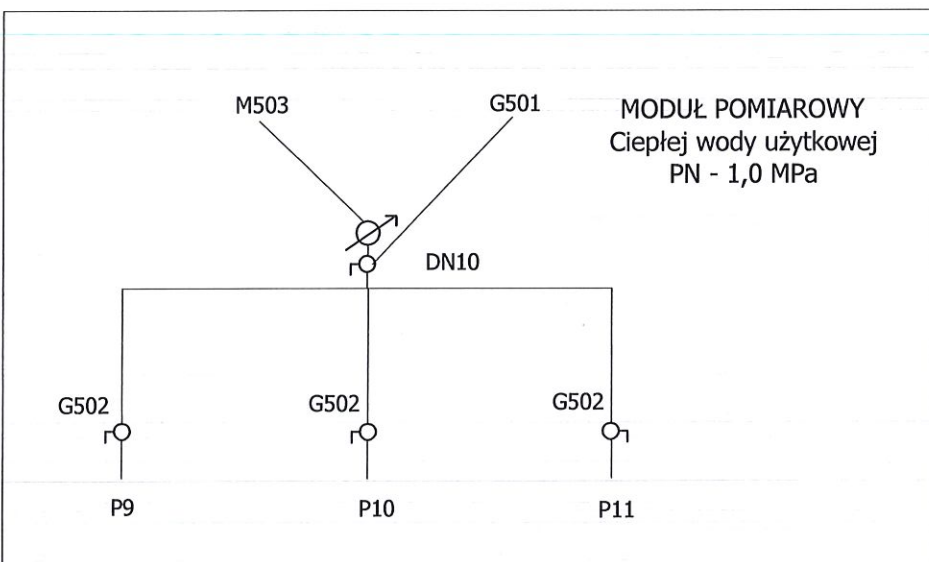 M503
G501
MODUŁ POMIAROWY
Ciepłej wody użytkowej
PN - 1,0 MPa
DN10
G502
G502
G502
P9
P10
P11